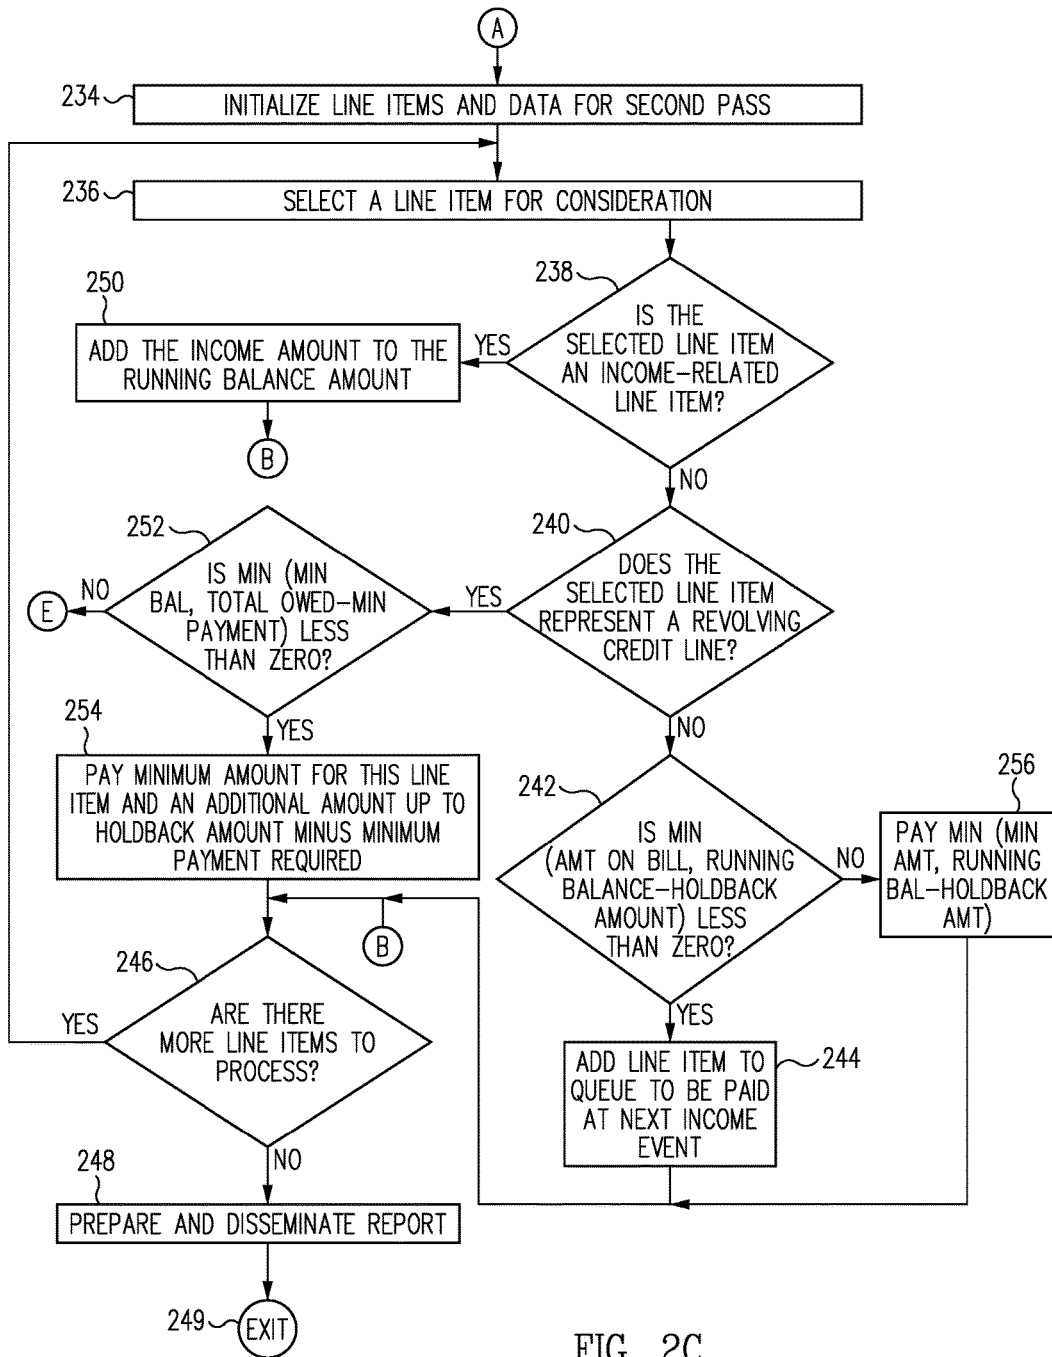 A
234
INITIALIZE LINE ITEMS AND DATA FOR SECOND PASS
236
SELECT A LINE ITEM FOR CONSIDERATION
238
IS THE
SELECTED LINE ITEM
AN INCOME-RELATED
LINE ITEM?
YES
NO
250
ADD THE INCOME AMOUNT TO THE
RUNNING BALANCE AMOUNT
B
240
DOES THE
SELECTED LINE ITEM
REPRESENT A REVOLVING
CREDIT LINE?
YES
NO
252
IS MIN (MIN
BAL, TOTAL OWED-MIN
PAYMENT) LESS
THAN ZERO?
NO
E
YES
254
PAY MINIMUM AMOUNT FOR THIS LINE
ITEM AND AN ADDITIONAL AMOUNT UP TO
HOLDBACK AMOUNT MINUS MINIMUM
PAYMENT REQUIRED
242
IS MIN
(AMT ON BILL, RUNNING
BALANCE-HOLDBACK
AMOUNT) LESS
THAN ZERO?
NO
YES
256
PAY MIN (MIN
AMT, RUNNING
BAL-HOLDBACK
AMT)
B
246
ARE THERE
MORE LINE ITEMS TO
PROCESS?
YES
NO
244
ADD LINE ITEM TO
QUEUE TO BE PAID
AT NEXT INCOME
EVENT
248
PREPARE AND DISSEMINATE REPORT
249
EXIT
FIG. 2C